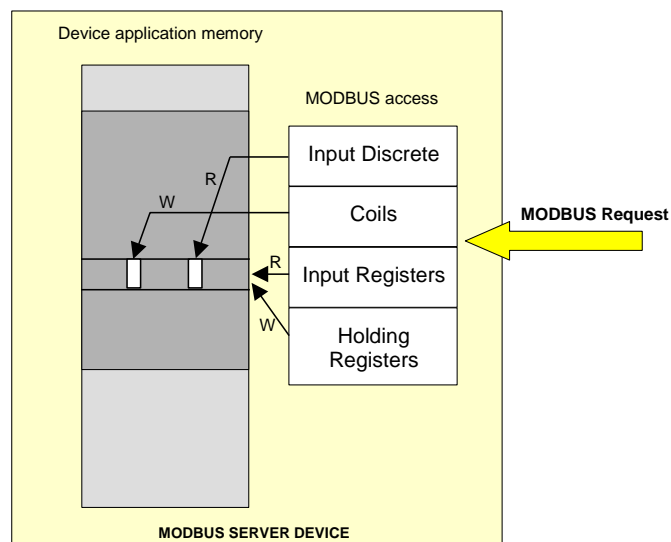 Device application memory
MODBUS access
Input Discrete
R
W
Coils
MODBUS Request
R
Input Registers
W
Holding
Registers
MODBUS SERVER DEVICE